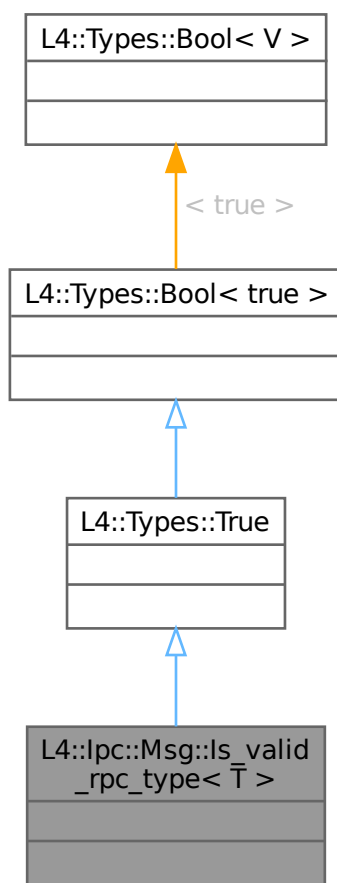 L4::Types::Bool< V >
< true >
L4::Types::Bool< true >
L4::Types::True
L4::Ipc::Msg::Is_valid
_rpc_type< T >